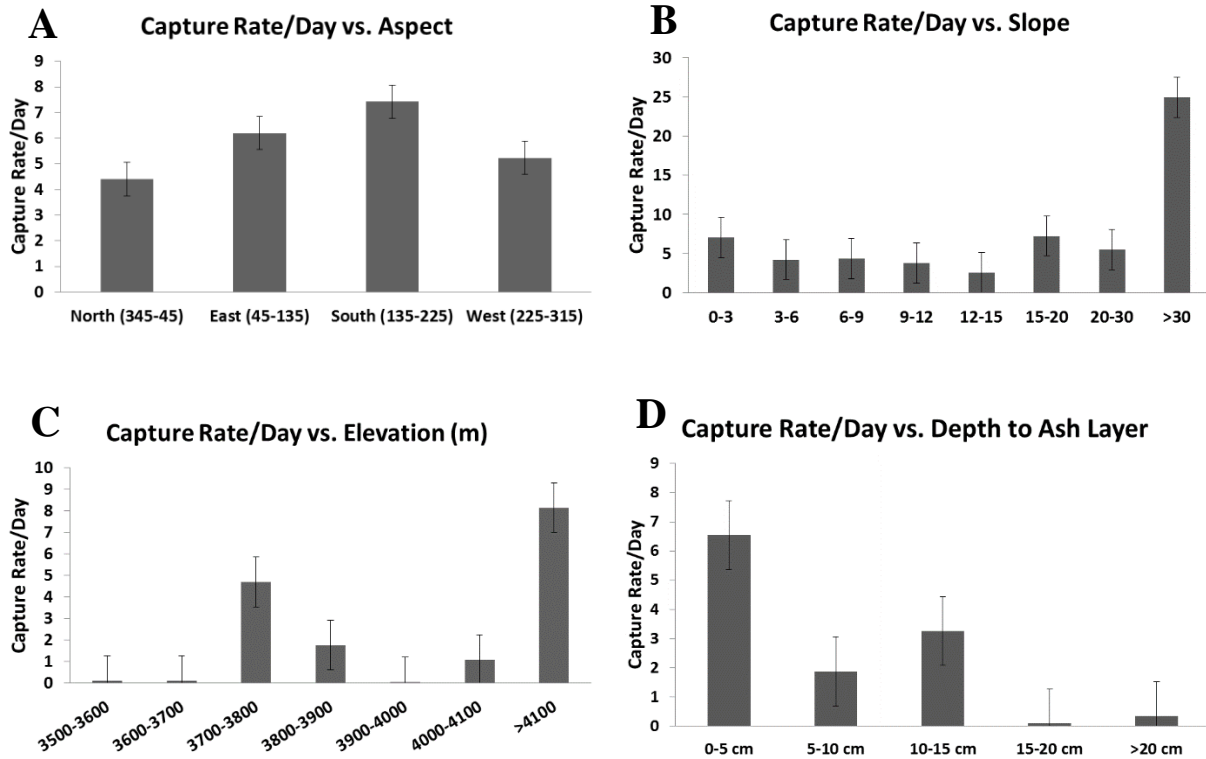 A
Capture Rate/Day vs. Aspect
Capture Rate/Day
9
8
7
6
5
4
3
2
1
0
North (345-45) East (45-135) South (135-225) West (225-315)
B
Capture Rate/Day vs. Slope
Capture Rate/Day
30
25
20
15
10
5
0
0-3 3-6 6-9 9-12 12-15 15-20 20-30 >30
C
Capture Rate/Day vs. Elevation (m)
Capture Rate/Day
10
9
8
7
6
5
4
3
2
1
0
3500-3600 3600-3700 3700-3800 3800-3900 3900-4000 4000-4100 >4100
D
Capture Rate/Day vs. Depth to Ash Layer
Capture Rate/Day
9
8
7
6
5
4
3
2
1
0
0-5 cm 5-10 cm 10-15 cm 15-20 cm >20 cm